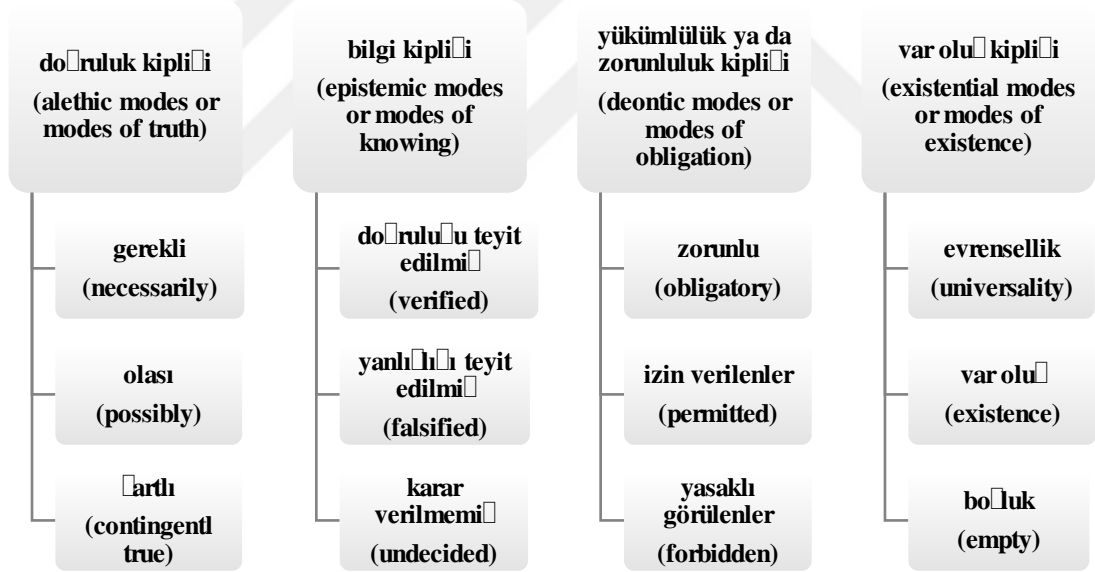 do□ruluk kipli□i
(alethic modes or
modes of truth)
gerekli
(necessarily)
olası
(possibly)
□artlı
(contingentl
true)
bilgi kipli□i
(epistemic modes
or modes of
knowing)
do□rulu□u teyit
edilmi□
(verified)
yanlı□lı□ı teyit
edilmi□
(falsified)
karar
verilmemi□
(undecided)
yükümlülük ya da
zorunluluk kipli□i
(deontic modes or
modes of
obligation)
zorunlu
(obligatory)
izin verilenler
(permitted)
yasaklı
görülenler
(forbidden)
var olu□ kipli□i
(existential modes
or modes of
existence)
evrensellik
(universality)
var olu□
(existence)
bo□luk
(empty)